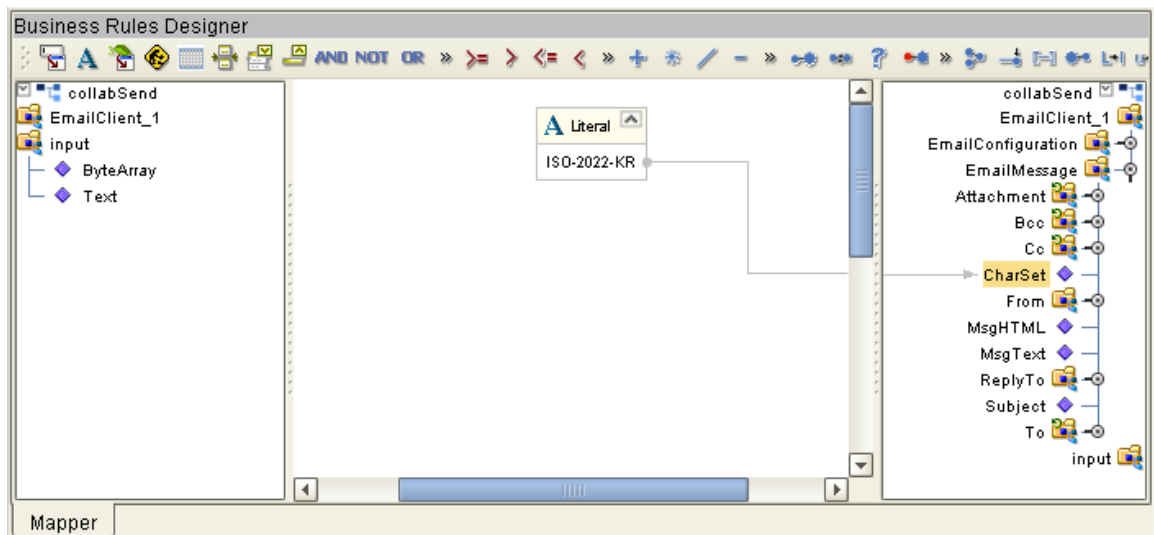 Business Rules Designer
A AND NOT OR » >= > <= < » + * / - » ? »
collabSend
EmailClient_1
input
ByteArray
Text
A Literal
ISO-2022-KR
collabSend
EmailClient_1
EmailConfiguration
EmailMessage
Attachment
Bcc
Cc
CharSet
From
MsgHTML
MsgText
ReplyTo
Subject
To
input
Mapper